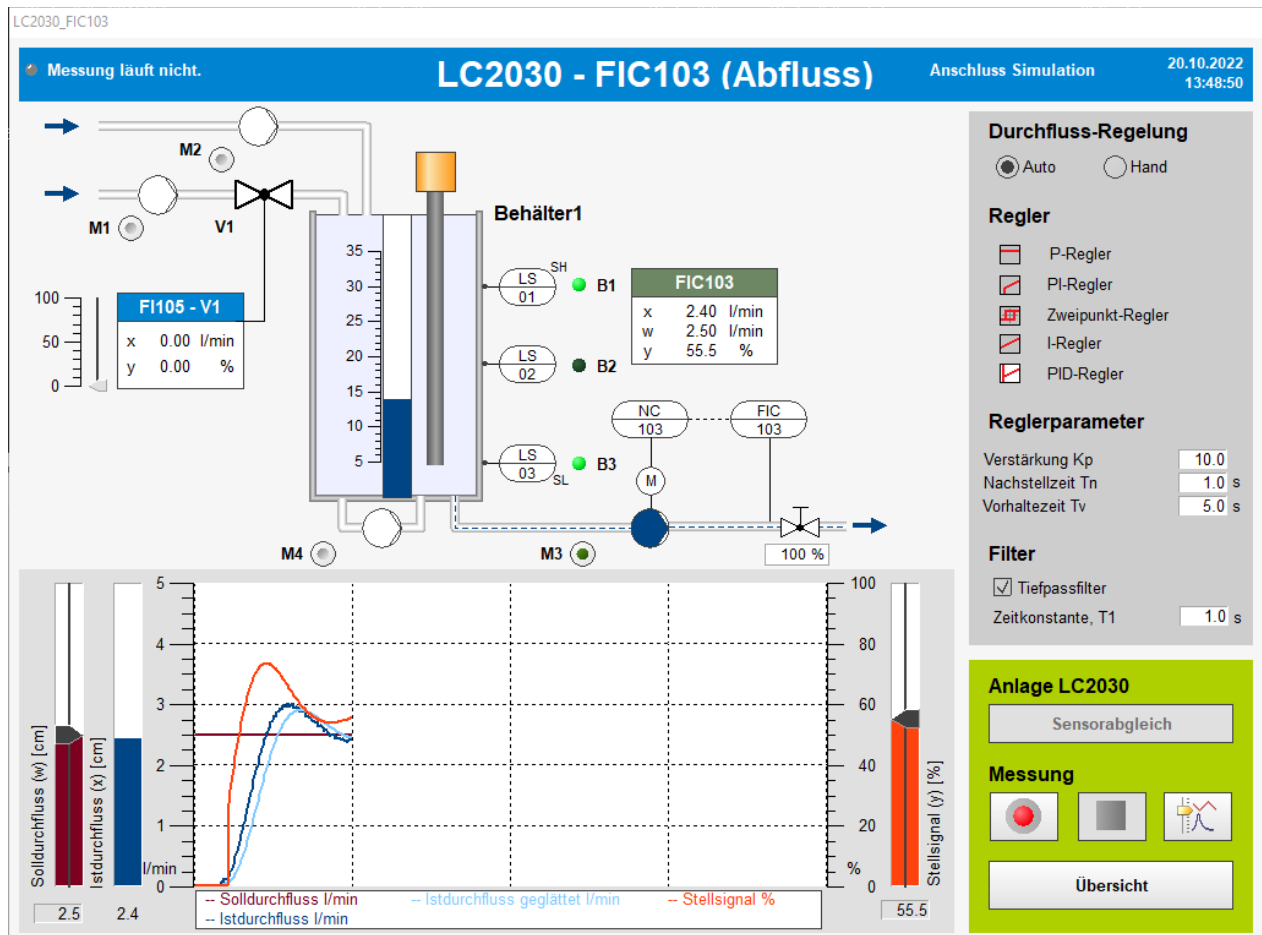 LC2030_FIC103
Messung läuft nicht.
LC2030 - FIC103 (Abfluss)
Anschluss Simulation
20.10.2022
13:48:50
M2
M1
V1
Behälter1
100
50
0
FI105 - V1
x 0.00 l/min
y 0.00 %
35
30
25
20
15
10
5
LS
01
SH
B1
LS
02
B2
LS
03
SL
B3
FIC103
x 2.40 l/min
w 2.50 l/min
y 55.5 %
NC
103
FIC
103
M
M4
M3
100 %
Durchfluss-Regelung
Auto
Hand
Regler
P-Regler
PI-Regler
Zweipunkt-Regler
I-Regler
PID-Regler
Reglerparameter
Verstärkung Kp 10.0
Nachstellzeit Tn 1.0 s
Vorhaltezeit Tv 5.0 s
Filter
Tiefpassfilter
Zeitkonstante, T1 1.0 s
Solldurchfluss (w) [cm]
2.5
Istdurchfluss (x) [cm]
2.4
5
4
3
2
1
0
l/min
100
80
60
40
20
0
%
Stellsignal (y) [%]
55.5
-- Solldurchfluss l/min
-- Istdurchfluss geglättet l/min
-- Stellsignal %
-- Istdurchfluss l/min
Anlage LC2030
Sensorabgleich
Messung
Übersicht